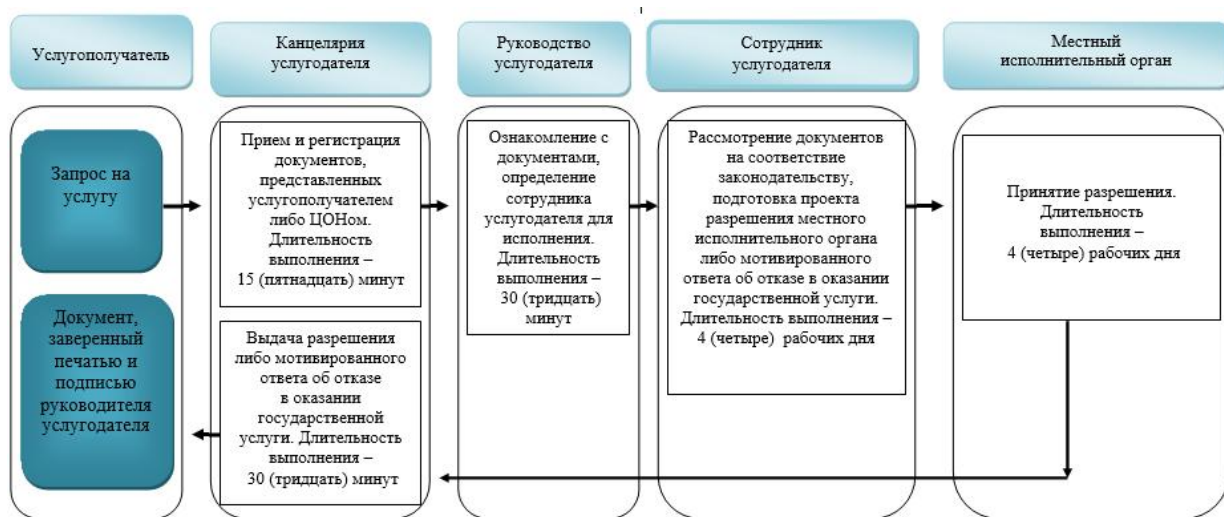 Услугополучатель
Канцелярия
услугодателя
Руководство
услугодателя
Сотрудник
услугодателя
Местный
исполнительный орган
Запрос на
услугу
Прием и регистрация
документов,
представленных
услугополучателем
либо ЦОНом.
Длительность
выполнения –
15 (пятнадцать) минут
Ознакомление с
документами,
определение
сотрудника
услугодателя для
исполнения.
Длительность
выполнения –
30 (тридцать)
минут
Рассмотрение документов
на соответствие
законодательству,
подготовка проекта
разрешения местного
исполнительного органа
либо мотивированного
ответа об отказе в оказании
государственной услуги.
Длительность выполнения –
4 (четыре) рабочих дня
Принятие разрешения.
Длительность
выполнения –
4 (четыре) рабочих дня
Выдача разрешения
либо мотивированного
ответа об отказе
в оказании
государственной
услуги. Длительность
выполнения –
30 (тридцать) минут
Документ,
заверенный
печатью и
подписью
руководителя
услугодателя